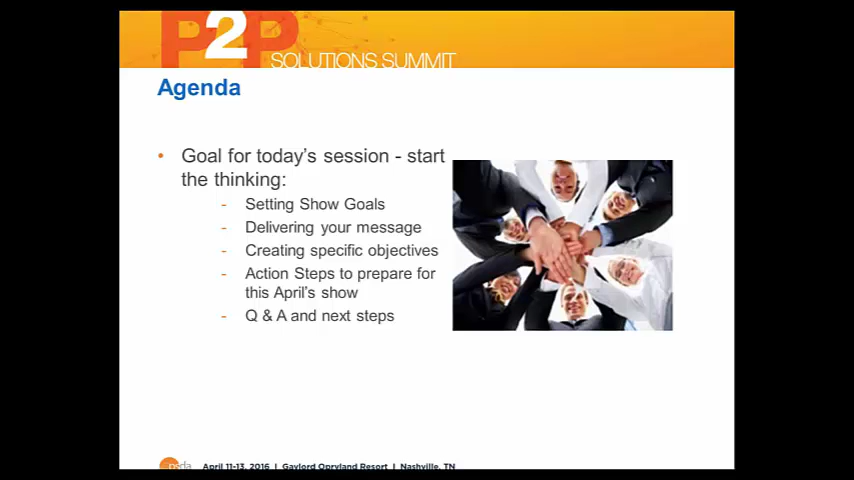 P2P
SOLUTIONS SUMMIT
Agenda
• Goal for today's session - start
the thinking:
- Setting Show Goals
- Delivering your message
- Creating specific objectives
- Action Steps to prepare for
this April's show
- Q & A and next steps
psda April 11-13, 2016 | Gaylord Opryland Resort | Nashville, TN